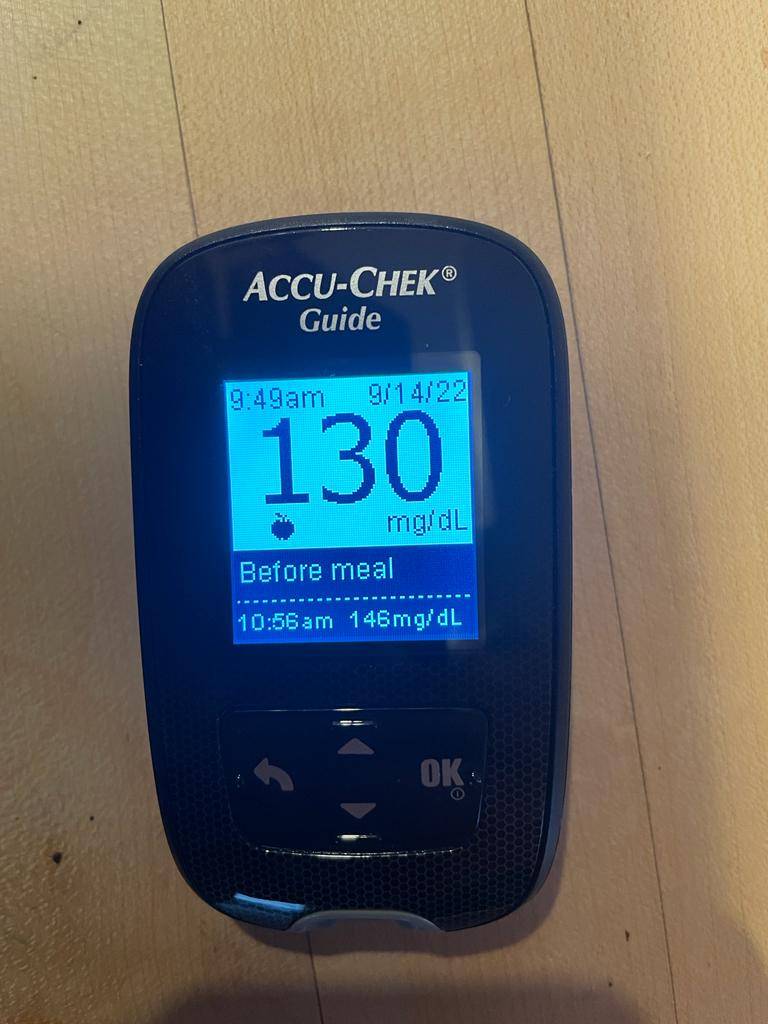 ACCU-CHEK®
Guide
9:49am 9/14/22
130
mg/dL
Before meal
10:56am 146mg/dL
OK